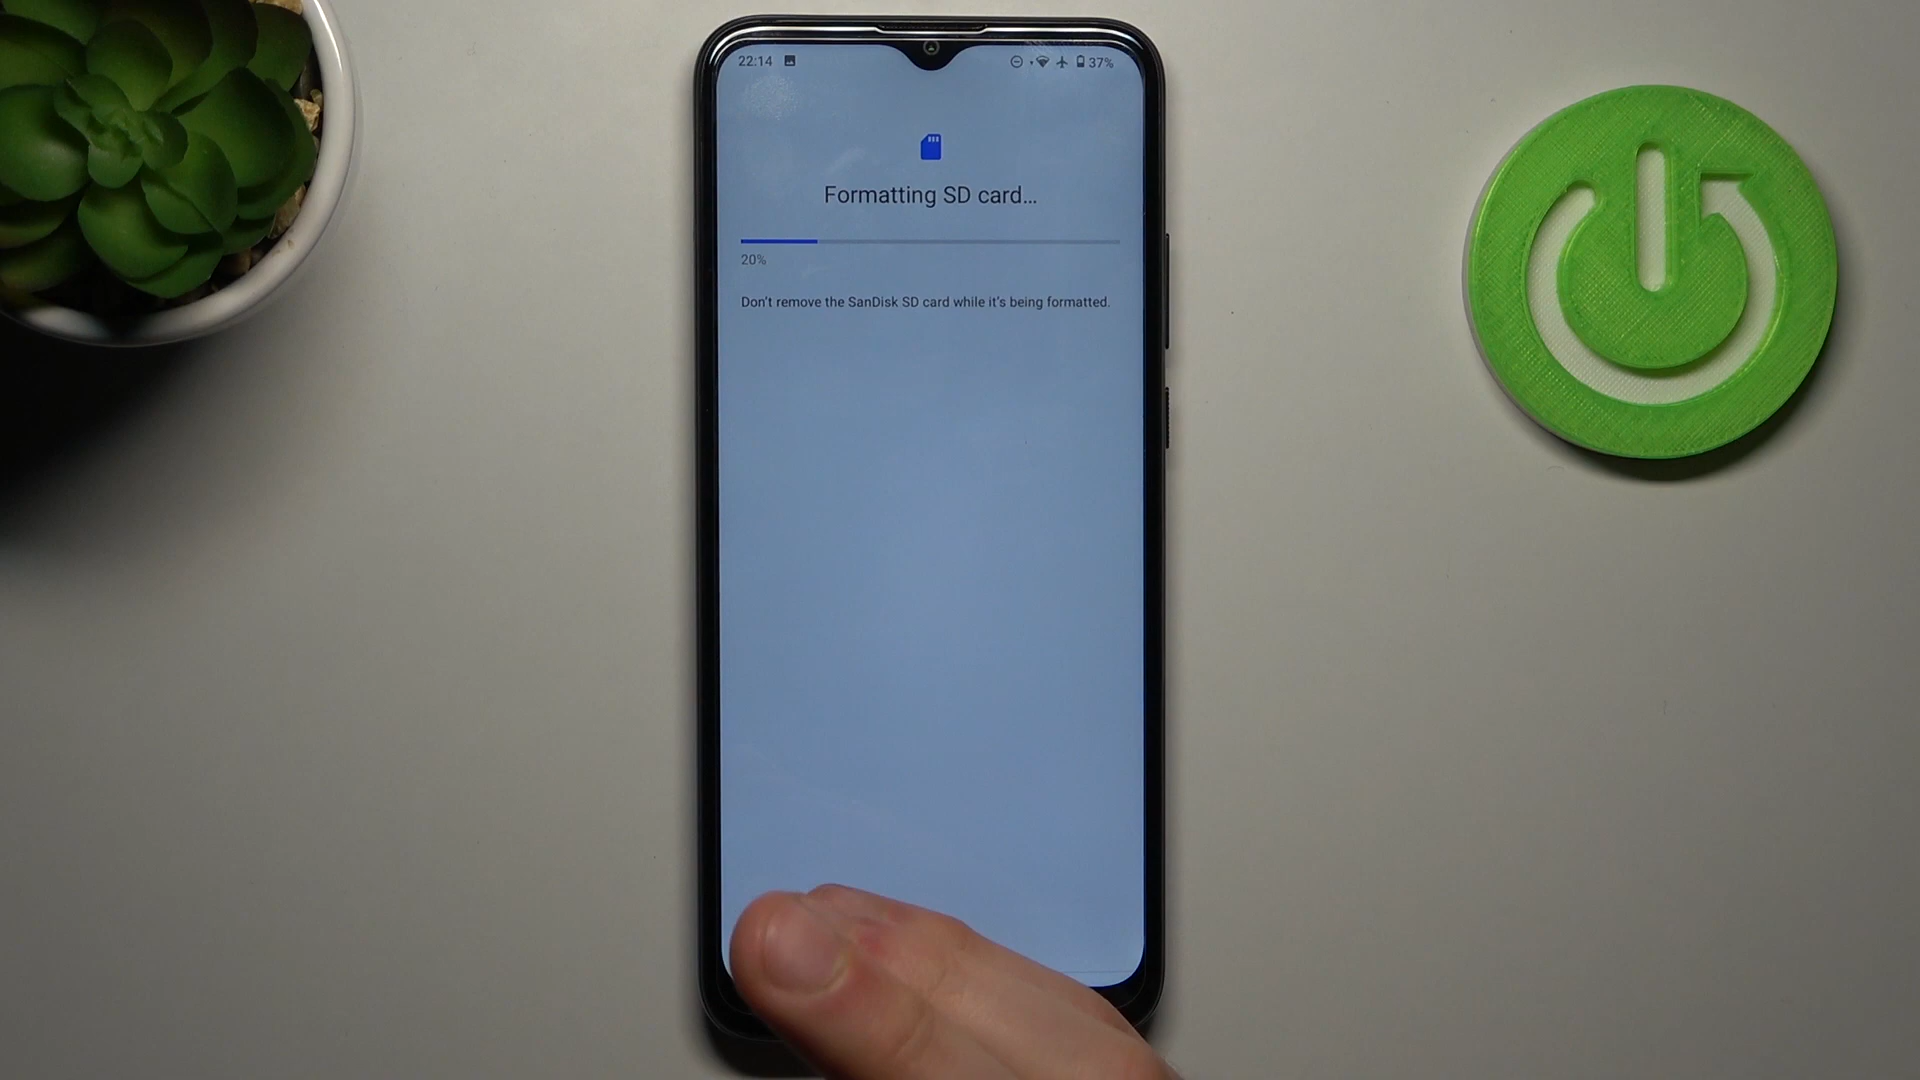 22:14 37%
Formatting SD card...
20%
Don't remove the SanDisk SD card while it's being formatted.